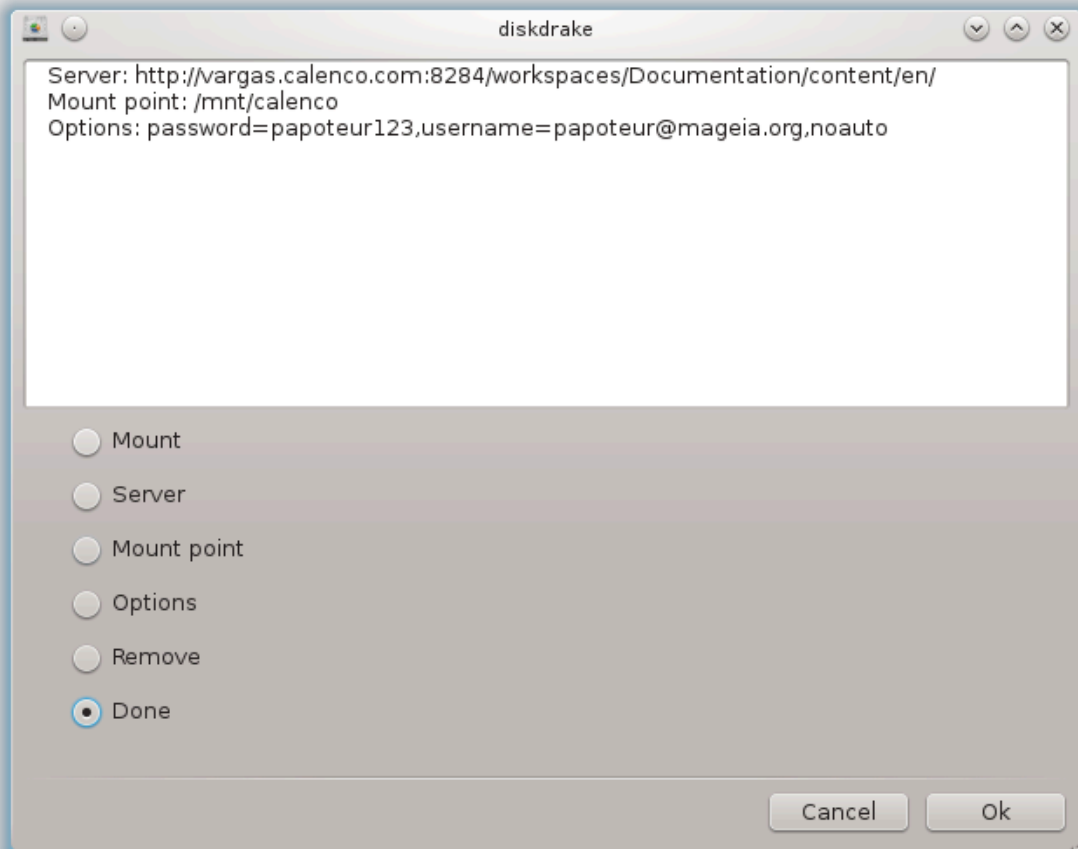 diskdrake
Server: http://vargas.calenco.com:8284/workspaces/Documentation/content/en/
Mount point: /mnt/calenco
Options: password=papoteur123,username=papoteur@mageia.org,noauto
Mount
Server
Mount point
Options
Remove
Done
Cancel Ok